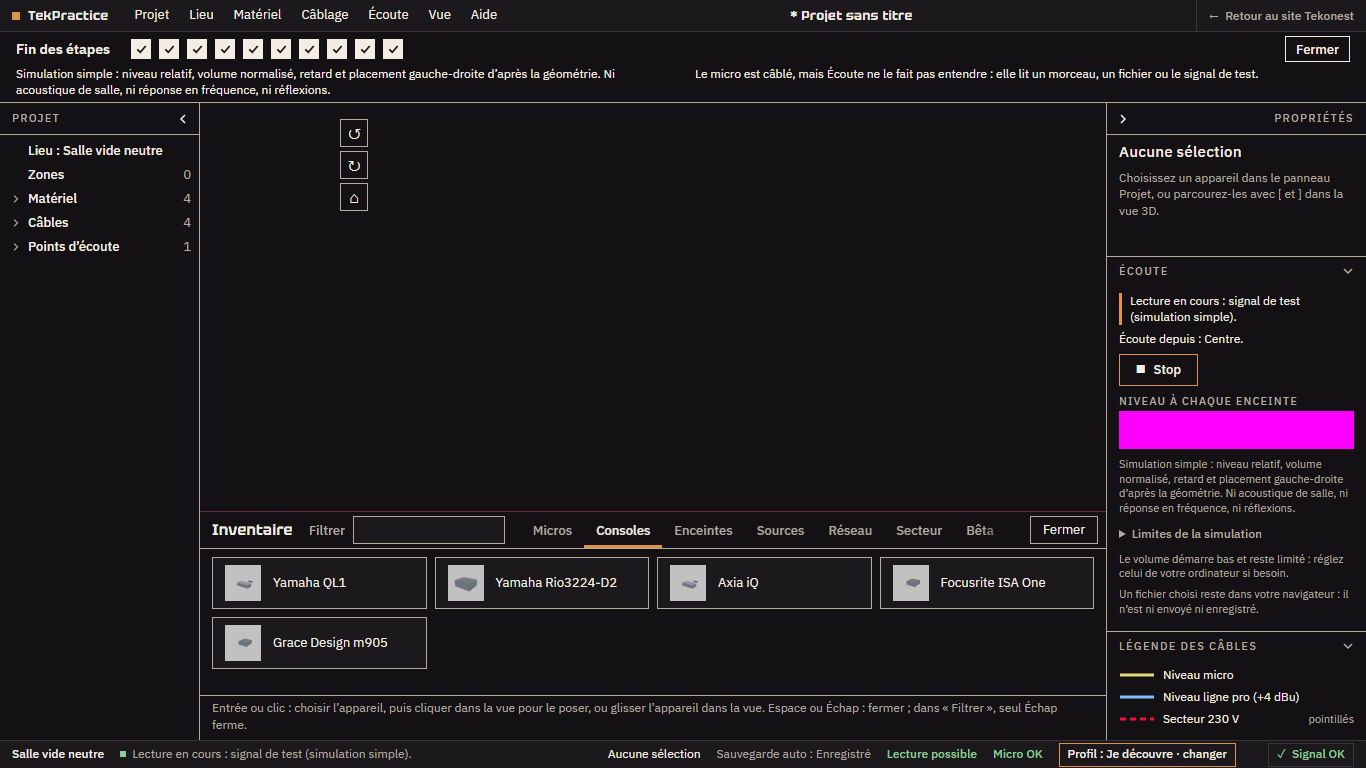 TekPractice Projet Lieu Matériel Câblage Écoute Vue Aide * Projet sans titre ← Retour au site Tekonest
Fin des étapes Fermer
Simulation simple : niveau relatif, volume normalisé, retard et placement gauche-droite d'après la géométrie. Ni
acoustique de salle, ni réponse en fréquence, ni réflexions.
Le micro est câblé, mais Écoute ne le fait pas entendre : elle lit un morceau, un fichier ou le signal de test.
PROJET
Lieu : Salle vide neutre
Zones 0
Matériel 4
Câbles 4
Points d'écoute 1
PROPRIÉTÉS
Aucune sélection
Choisissez un appareil dans le panneau
Projet, ou parcourez-les avec [ et ] dans la
vue 3D.
ÉCOUTE
Lecture en cours : signal de test
(simulation simple).
Écoute depuis : Centre.
Stop
NIVEAU À CHAQUE ENCEINTE
Simulation simple : niveau relatif, volume
normalisé, retard et placement gauche-droite
d'après la géométrie. Ni acoustique de salle, ni
réponse en fréquence, ni réflexions.
Limites de la simulation
Le volume démarre bas et reste limité : réglez
celui de votre ordinateur si besoin.
Un fichier choisi reste dans votre navigateur : il
n'est ni envoyé ni enregistré.
LÉGENDE DES CÂBLES
Niveau micro
Niveau ligne pro (+4 dBu)
Secteur 230 V pointillés
Inventaire Filtrer Micros Consoles Enceintes Sources Réseau Secteur Bêta Fermer
Yamaha QL1 Yamaha Rio3224-D2 Axia iQ Focusrite ISA One
Grace Design m905
Entrée ou clic : choisir l'appareil, puis cliquer dans la vue pour le poser, ou glisser l'appareil dans la vue. Espace ou Échap : fermer ; dans « Filtrer », seul Échap
ferme.
Salle vide neutre Lecture en cours : signal de test (simulation simple). Aucune sélection Sauvegarde auto : Enregistré Lecture possible Micro OK Profil : Je découvre · changer ✓ Signal OK